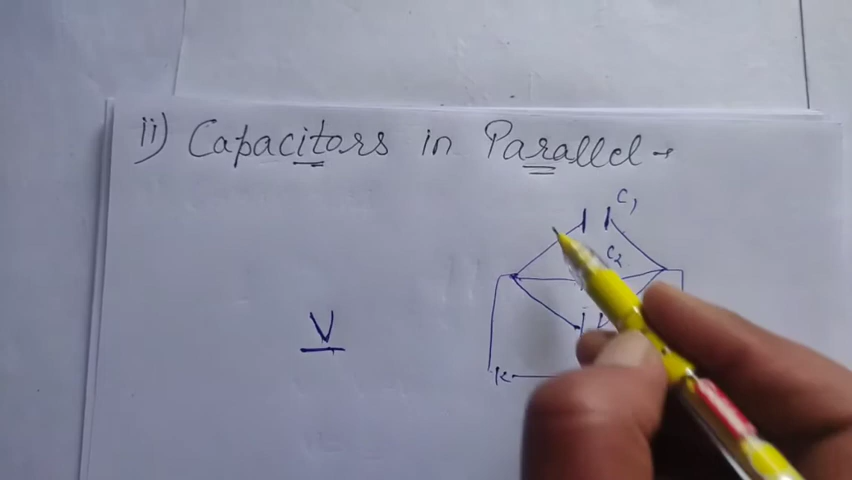 ii) Capacitors in Parallel →
C1
C2
V
K